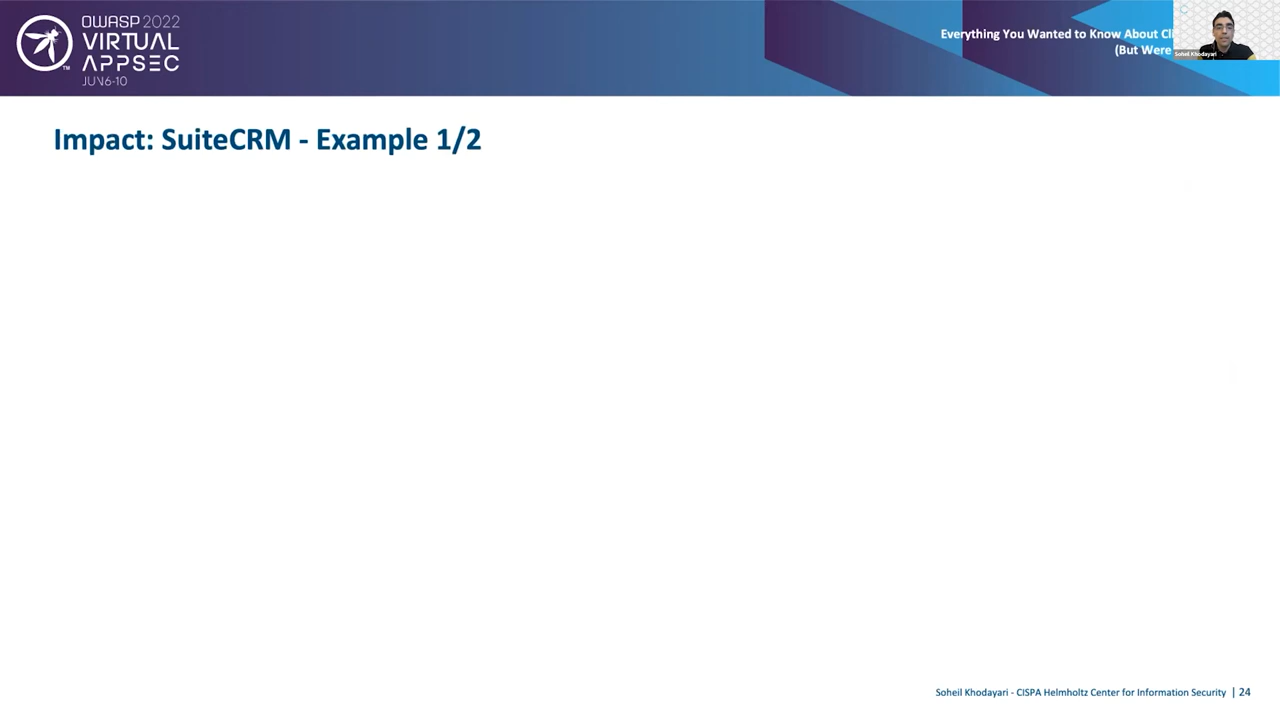 OWASP 2022
VIRTUAL
APPSEC
JUN 6-10
TM
Everything You Wanted to Know About
(But Were
Soheil Khodayari
Impact: SuiteCRM - Example 1/2
Soheil Khodayari - CISPA Helmholtz Center for Information Security | 24